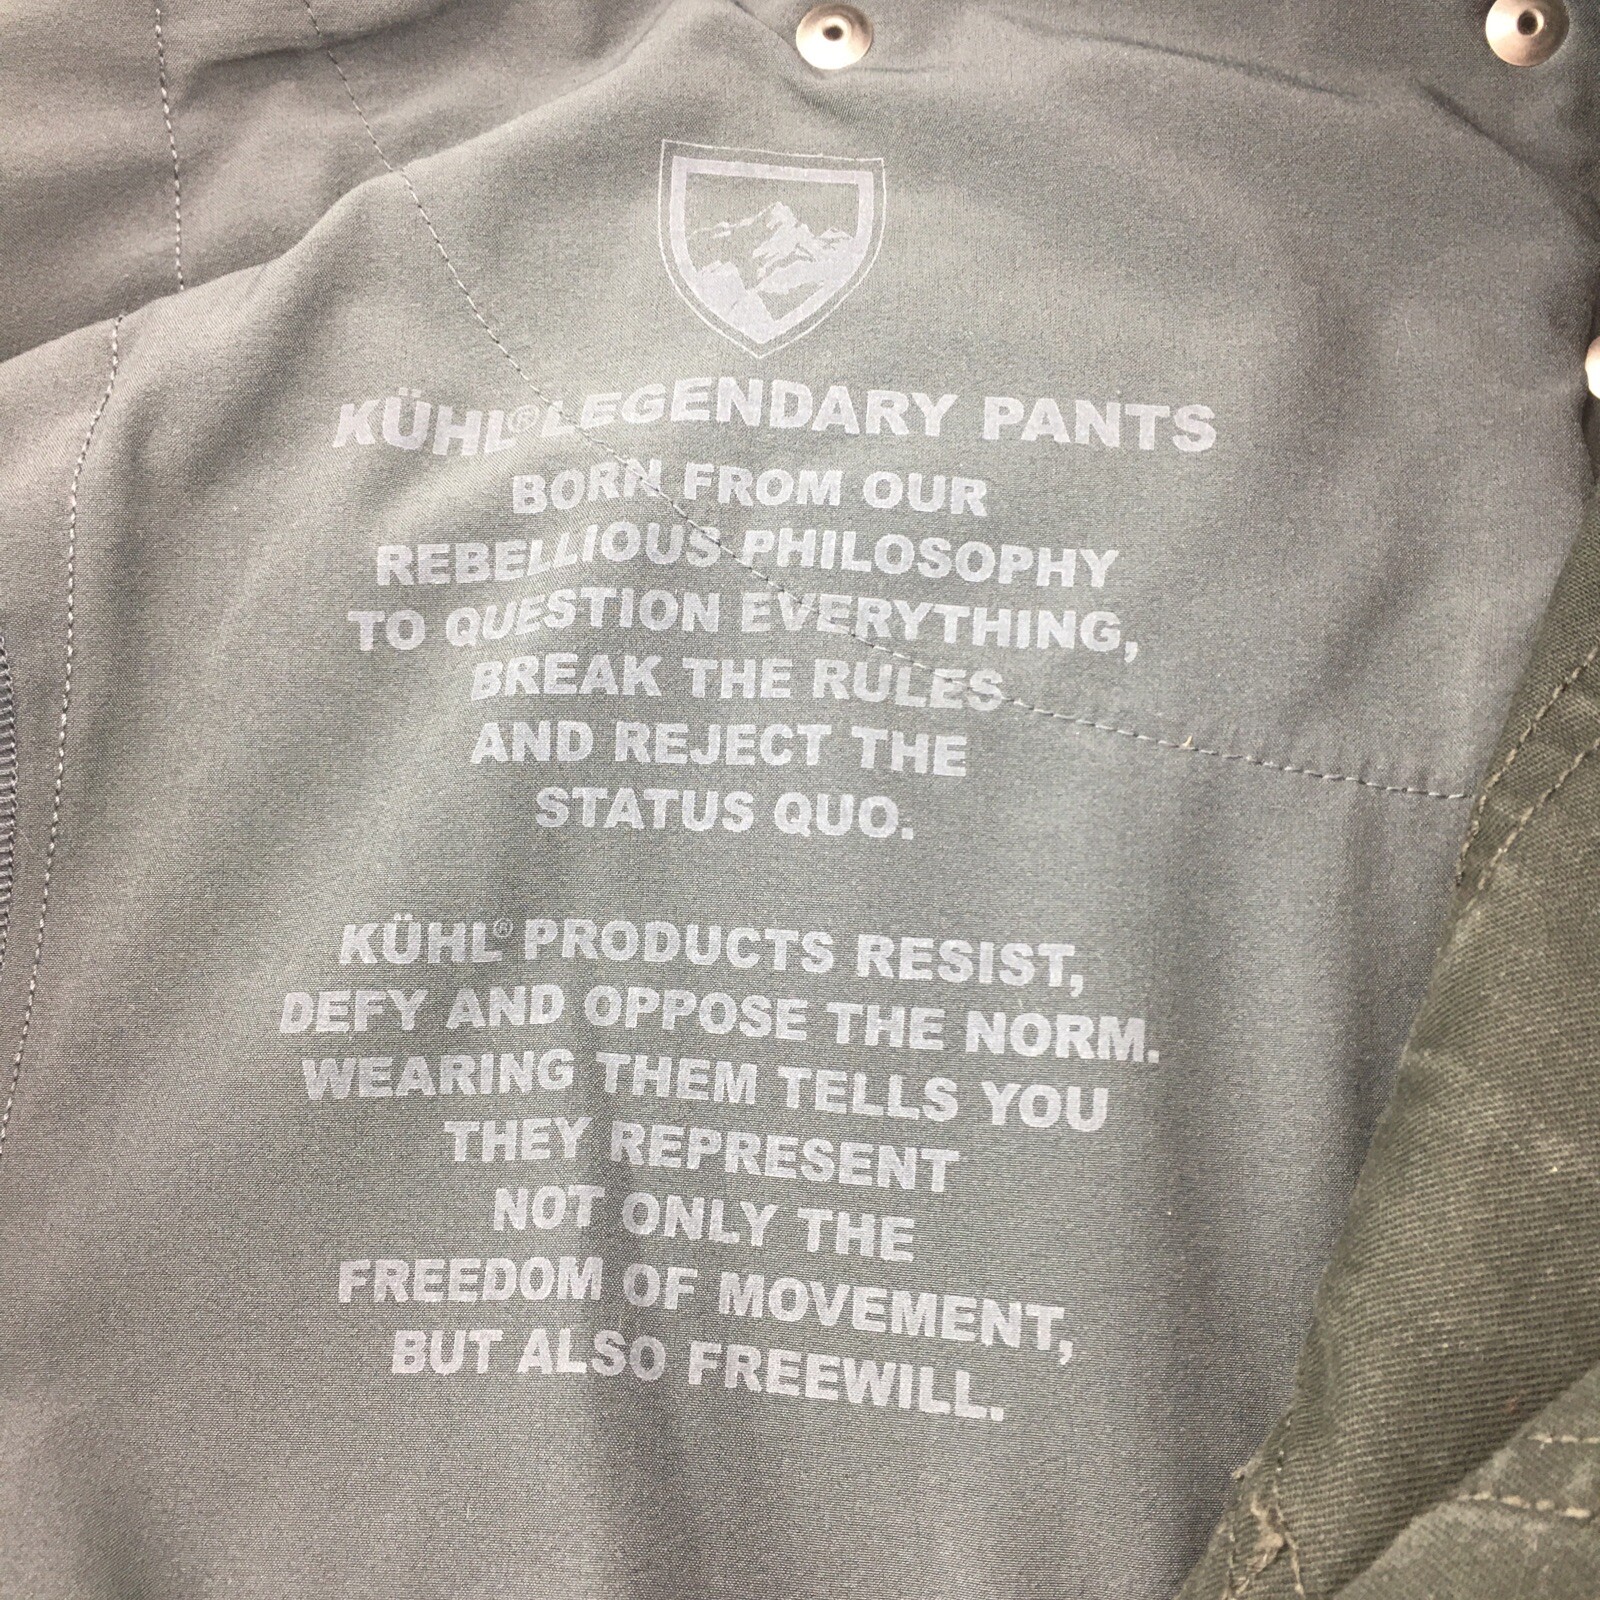 KÜHL® LEGENDARY PANTS
BORN FROM OUR
REBELLIOUS PHILOSOPHY
TO QUESTION EVERYTHING,
BREAK THE RULES
AND REJECT THE
STATUS QUO.
KÜHL® PRODUCTS RESIST,
DEFY AND OPPOSE THE NORM.
WEARING THEM TELLS YOU
THEY REPRESENT
NOT ONLY THE
FREEDOM OF MOVEMENT,
BUT ALSO FREEWILL.